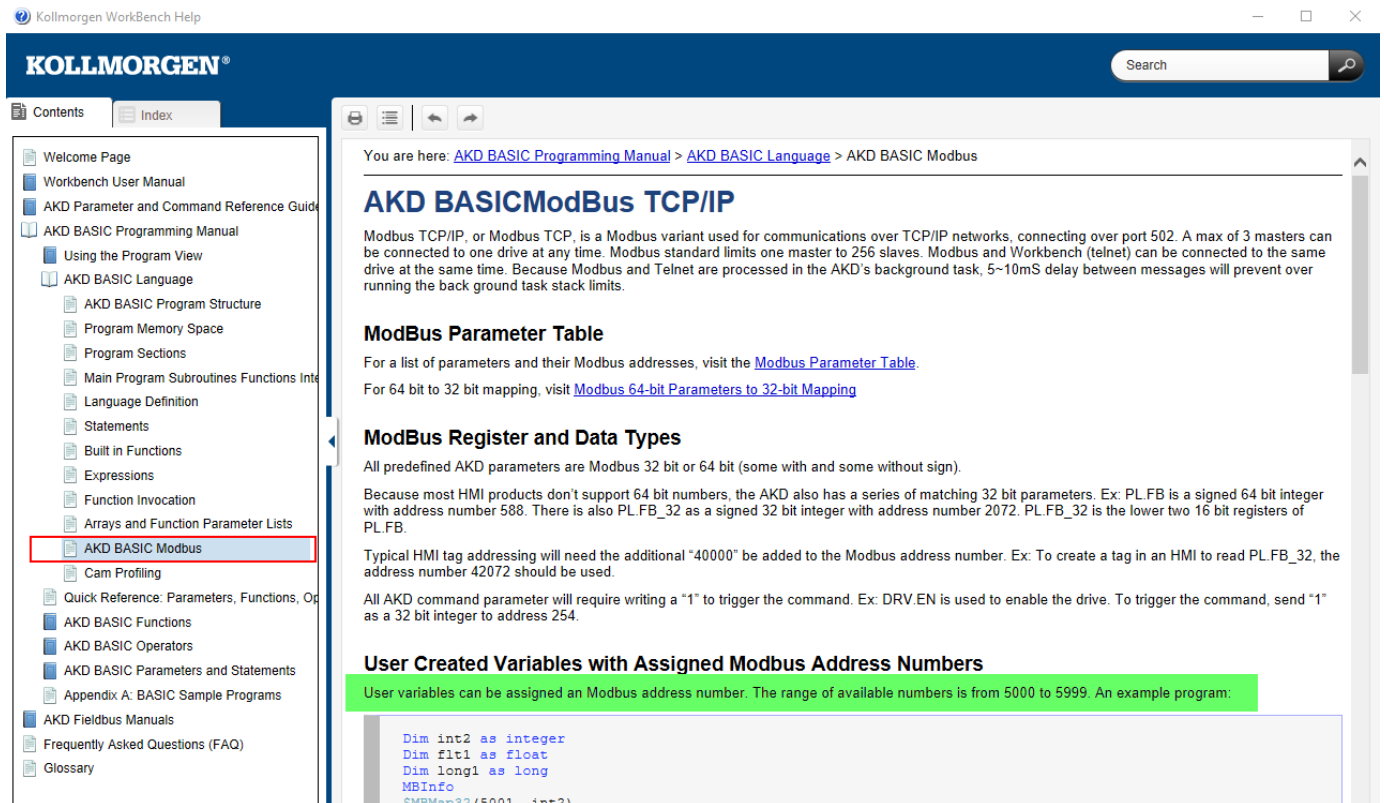 Kollmorgen WorkBench Help
KOLLMORGEN®
Search
Contents
Index
Welcome Page
Workbench User Manual
AKD Parameter and Command Reference Guide
AKD BASIC Programming Manual
Using the Program View
AKD BASIC Language
AKD BASIC Program Structure
Program Memory Space
Program Sections
Main Program Subroutines Functions Inte
Language Definition
Statements
Built in Functions
Expressions
Function Invocation
Arrays and Function Parameter Lists
AKD BASIC Modbus
Cam Profiling
Quick Reference: Parameters, Functions, Op
AKD BASIC Functions
AKD BASIC Operators
AKD BASIC Parameters and Statements
Appendix A: BASIC Sample Programs
AKD Fieldbus Manuals
Frequently Asked Questions (FAQ)
Glossary
You are here: AKD BASIC Programming Manual > AKD BASIC Language > AKD BASIC Modbus
AKD BASICModBus TCP/IP
Modbus TCP/IP, or Modbus TCP, is a Modbus variant used for communications over TCP/IP networks, connecting over port 502. A max of 3 masters can
be connected to one drive at any time. Modbus standard limits one master to 256 slaves. Modbus and Workbench (telnet) can be connected to the same
drive at the same time. Because Modbus and Telnet are processed in the AKD's background task, 5~10mS delay between messages will prevent over
running the back ground task stack limits.
ModBus Parameter Table
For a list of parameters and their Modbus addresses, visit the Modbus Parameter Table.
For 64 bit to 32 bit mapping, visit Modbus 64-bit Parameters to 32-bit Mapping
ModBus Register and Data Types
All predefined AKD parameters are Modbus 32 bit or 64 bit (some with and some without sign).
Because most HMI products don't support 64 bit numbers, the AKD also has a series of matching 32 bit parameters. Ex: PL.FB is a signed 64 bit integer
with address number 588. There is also PL.FB_32 as a signed 32 bit integer with address number 2072. PL.FB_32 is the lower two 16 bit registers of
PL.FB.
Typical HMI tag addressing will need the additional “40000” be added to the Modbus address number. Ex: To create a tag in an HMI to read PL.FB_32, the
address number 42072 should be used.
All AKD command parameter will require writing a “1” to trigger the command. Ex: DRV.EN is used to enable the drive. To trigger the command, send “1”
as a 32 bit integer to address 254.
User Created Variables with Assigned Modbus Address Numbers
User variables can be assigned an Modbus address number. The range of available numbers is from 5000 to 5999. An example program:
Dim int2 as integer
Dim flt1 as float
Dim long1 as long
MBInfo
$MBMap32(5001, int2)